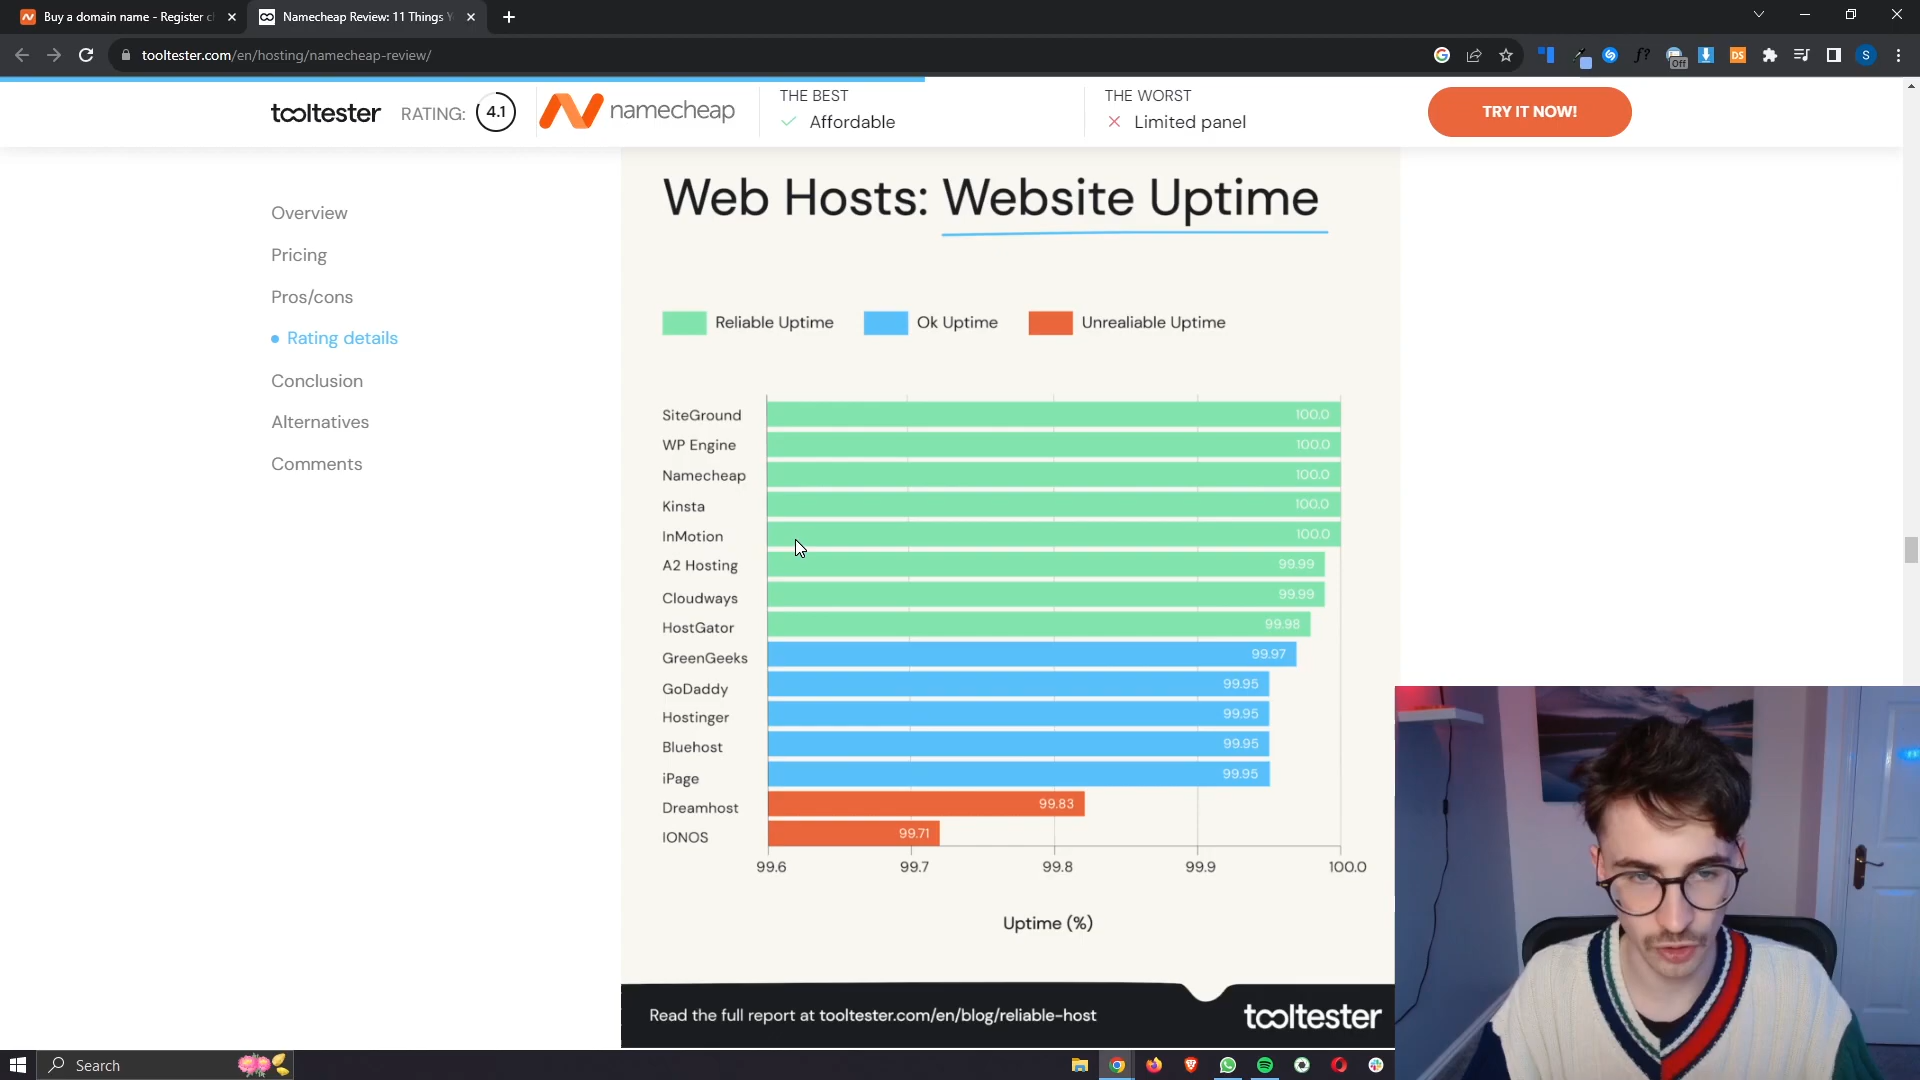 Buy a domain name - Register c
Namecheap Review: 11 Things Y
tooltester.com/en/hosting/namecheap-review/
Off
DS
S
tooltester
RATING:
4.1
namecheap
THE BEST
Affordable
THE WORST
Limited panel
TRY IT NOW!
Overview
Pricing
Pros/cons
Rating details
Conclusion
Alternatives
Comments
Web Hosts: Website Uptime
Reliable Uptime
Ok Uptime
Unrealiable Uptime
SiteGround 100.0
WP Engine 100.0
Namecheap 100.0
Kinsta 100.0
InMotion 100.0
A2 Hosting 99.99
Cloudways 99.99
HostGator 99.98
GreenGeeks 99.97
GoDaddy 99.95
Hostinger 99.95
Bluehost 99.95
iPage 99.95
Dreamhost 99.83
IONOS 99.71
99.6 99.7 99.8 99.9 100.0
Uptime (%)
Read the full report at tooltester.com/en/blog/reliable-host
tooltester
Search